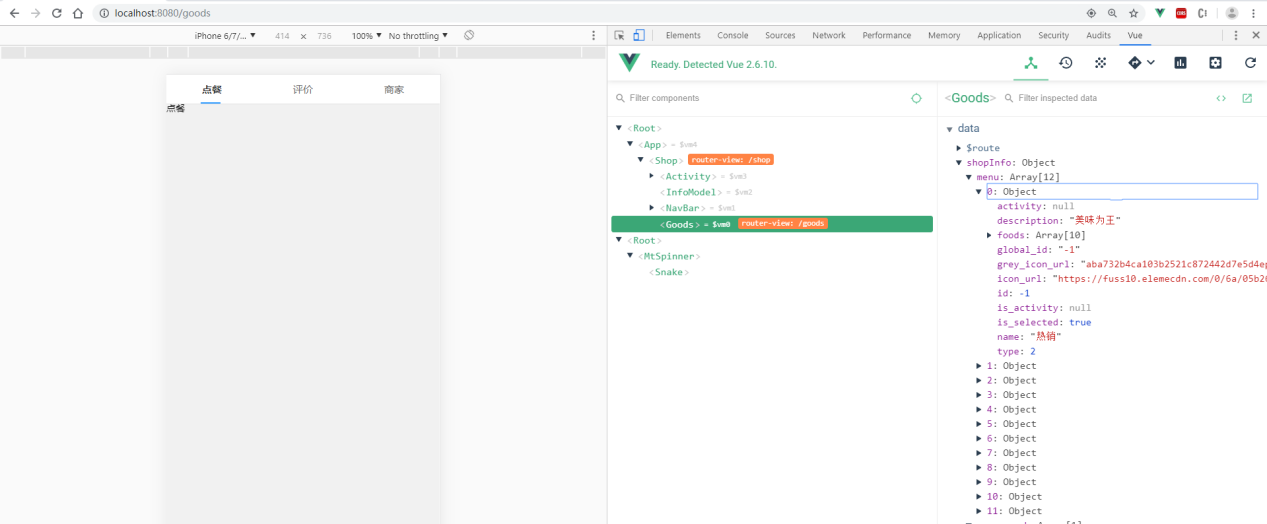 localhost:8080/goods
iPhone 6/7/... ▼ 414 × 736 100% ▼ No throttling ▼
Elements Console Sources Network Performance Memory Application Security Audits Vue
Ready. Detected Vue 2.6.10.
点餐 评价 商家
点餐
Filter components
<Root>
<App> = $vm4
<Shop> router-view: /shop
<Activity> = $vm3
<InfoModel> = $vm2
<NavBar> = $vm1
<Goods> = $vm0 router-view: /goods
<Root>
<MtSpinner>
<Snake>
<Goods> Filter inspected data
data
$route
shopInfo: Object
menu: Array[12]
0: Object
activity: null
description: "美味为王"
foods: Array[10]
global_id: "-1"
grey_icon_url: "aba732b4ca103b2521c872442d7e5d4ep
icon_url: "https://fuss10.elemecdn.com/0/6a/05b26
id: -1
is_activity: null
is_selected: true
name: "热销"
type: 2
1: Object
2: Object
3: Object
4: Object
5: Object
6: Object
7: Object
8: Object
9: Object
10: Object
11: Object